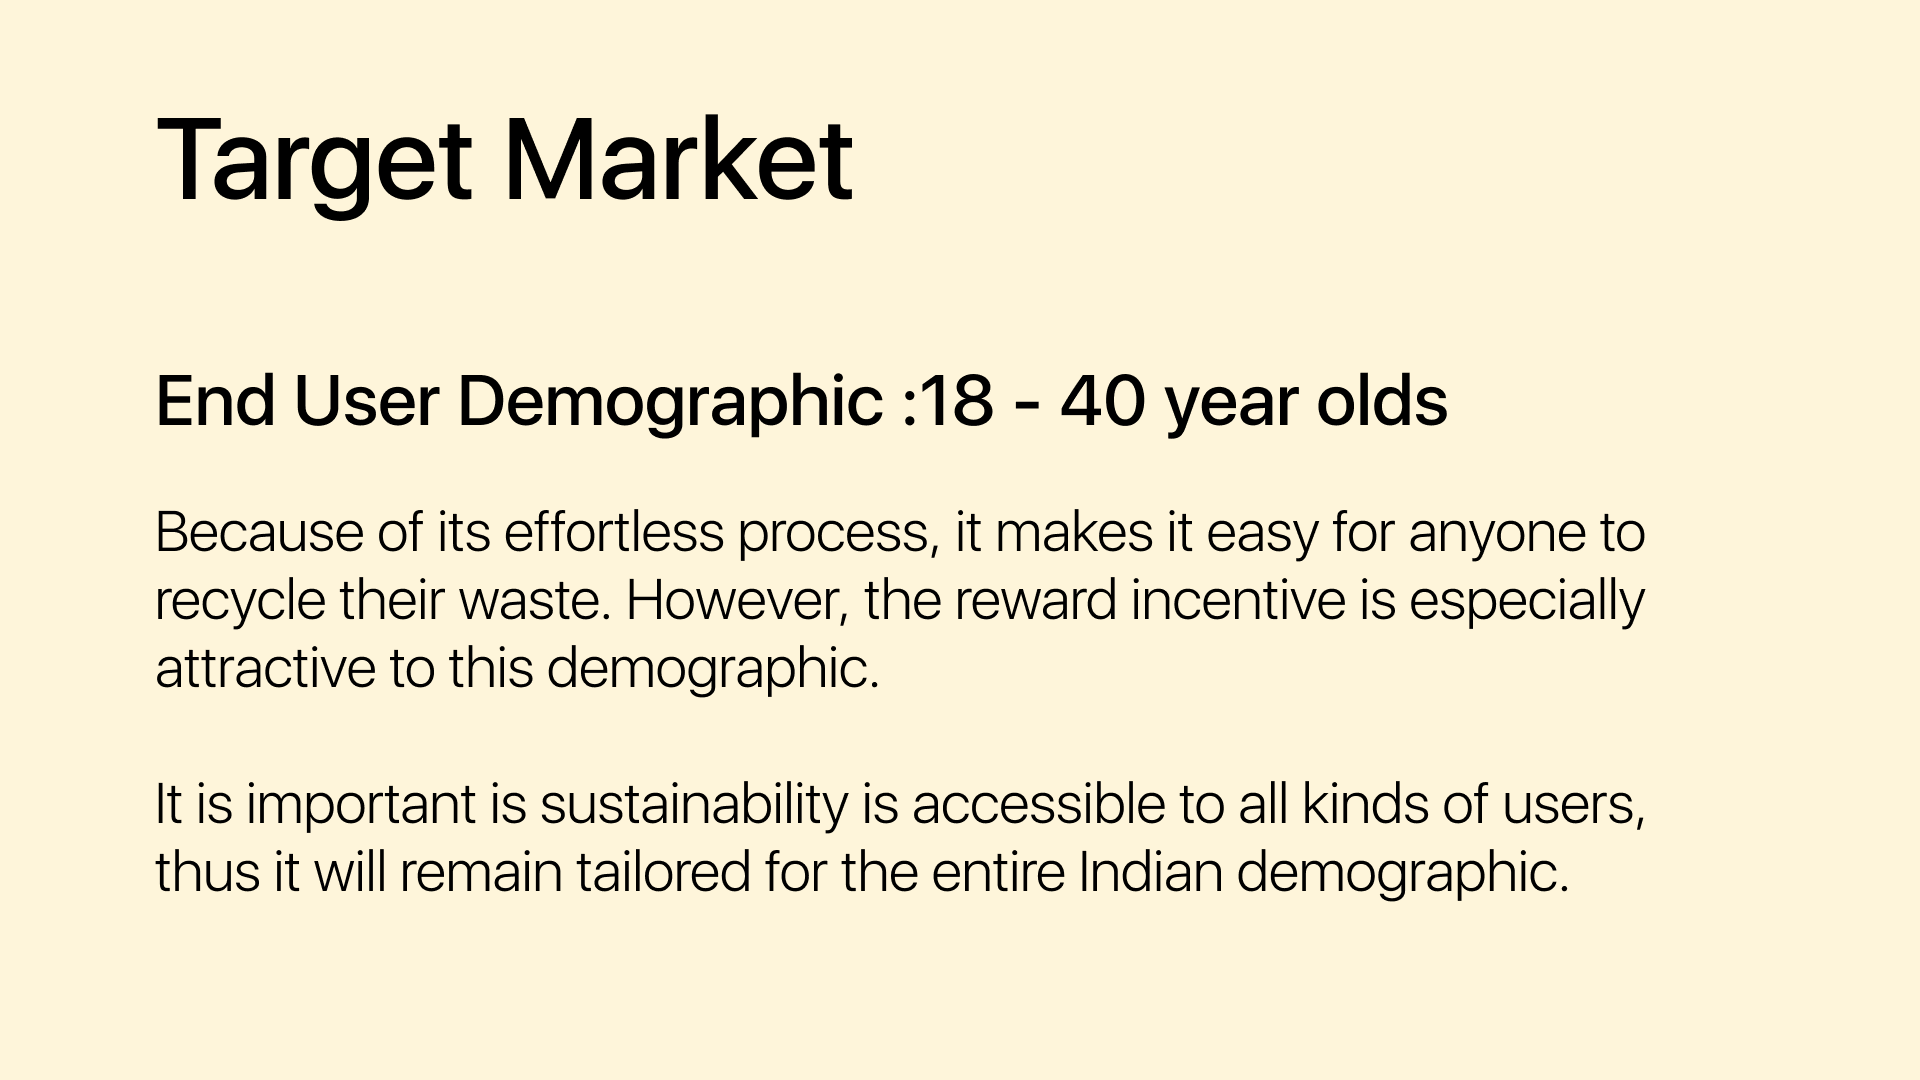 Target Market
End User Demographic :18 - 40 year olds
Because of its effortless process, it makes it easy for anyone to
recycle their waste. However, the reward incentive is especially
attractive to this demographic.
It is important is sustainability is accessible to all kinds of users,
thus it will remain tailored for the entire Indian demographic.